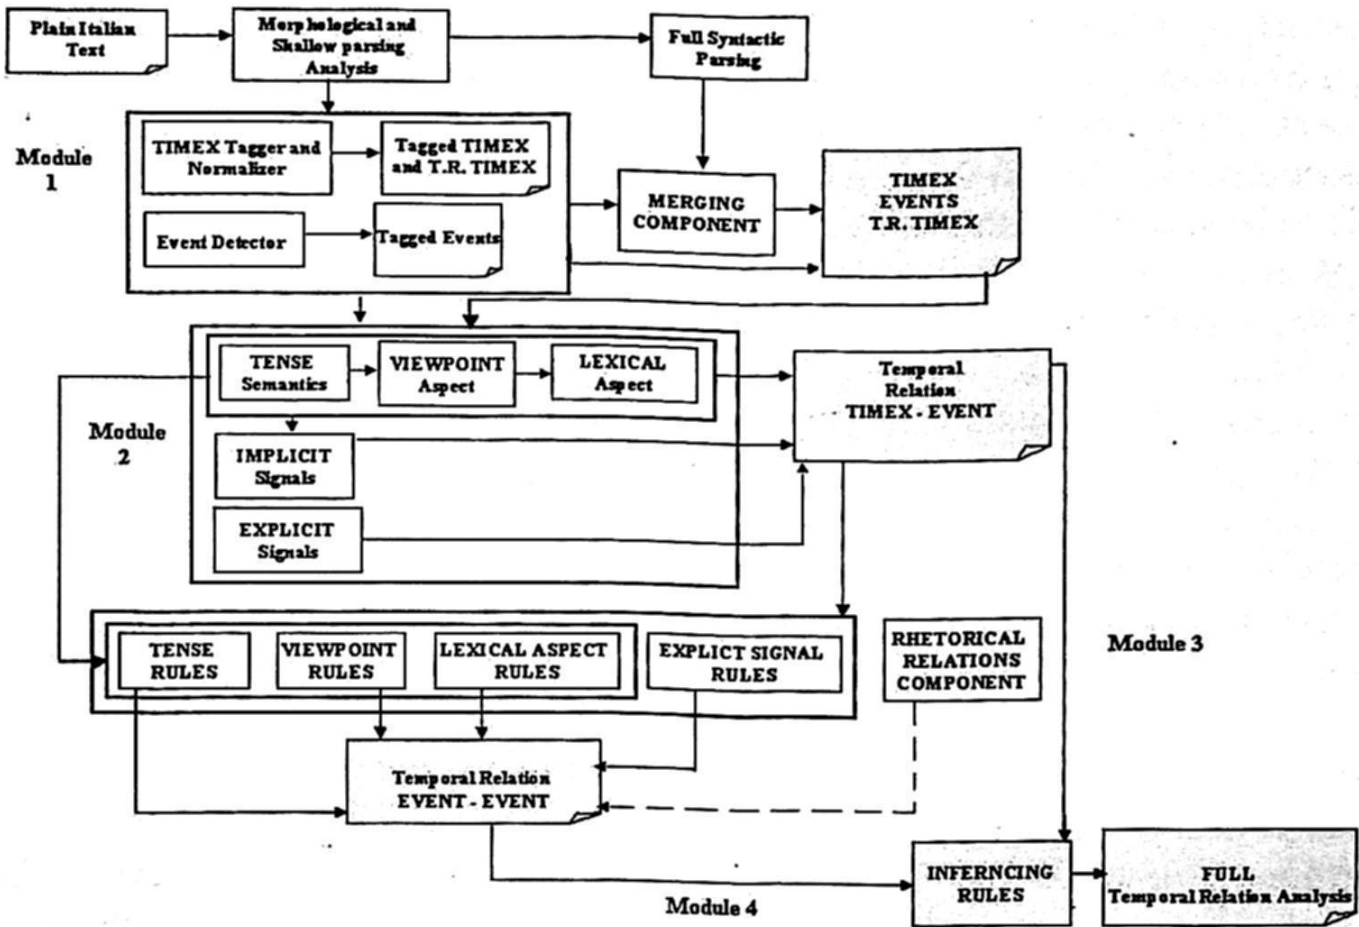 Plain Italian
Text
Morphological and
Shallow parsing
Analysis
Full Syntactic
Parsing
Module
1
TIMEX Tagger and
Normalizer
Tagged TIMEX
and T.R. TIMEX
Event Detector
Tagged Events
MERGING
COMPONENT
TIMEX
EVENTS
T.R. TIMEX
Module
2
TENSE
Semantics
VIEWPOINT
Aspect
LEXICAL
Aspect
IMPLICIT
Signals
EXPLICIT
Signals
Temporal
Relation
TIMEX - EVENT
TENSE
RULES
VIEWPOINT
RULES
LEXICAL ASPECT
RULES
EXPLICT SIGNAL
RULES
RHETORICAL
RELATIONS
COMPONENT
Module 3
Temporal Relation
EVENT - EVENT
Module 4
INFERNCING
RULES
FULL
Temporal Relation Analysis